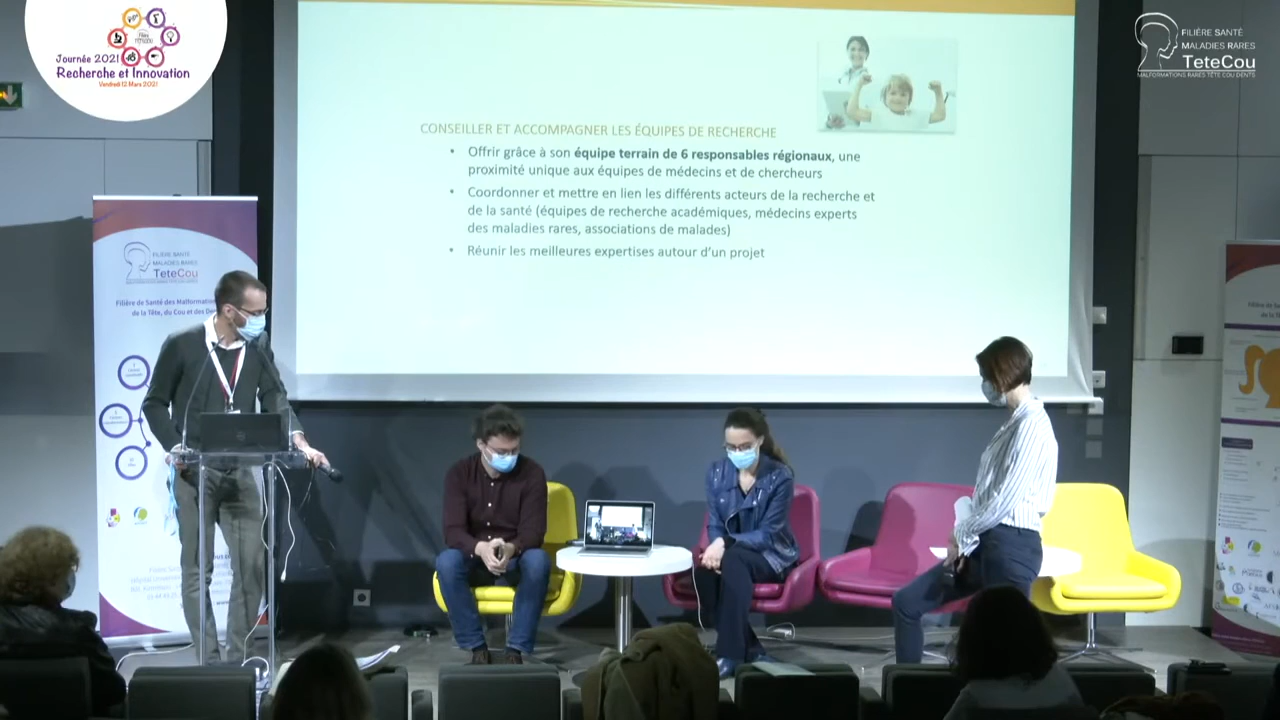 Journée 2021
Recherche et Innovation
Vendredi 12 Mars 2021
FILIÈRE SANTÉ
MALADIES RARES
TeteCou
MALFORMATIONS RARES TÊTE COU DENTS
CONSEILLER ET ACCOMPAGNER LES ÉQUIPES DE RECHERCHE
• Offrir grâce à son équipe terrain de 6 responsables régionaux, une
proximité unique aux équipes de médecins et de chercheurs
• Coordonner et mettre en lien les différents acteurs de la recherche et
de la santé (équipes de recherche académiques, médecins experts
des maladies rares, associations de malades)
• Réunir les meilleures expertises autour d'un projet
FILIÈRE SANTÉ
MALADIES RARES
TeteCou
Filière de Santé des Malformations
de la Tête, du Cou et des